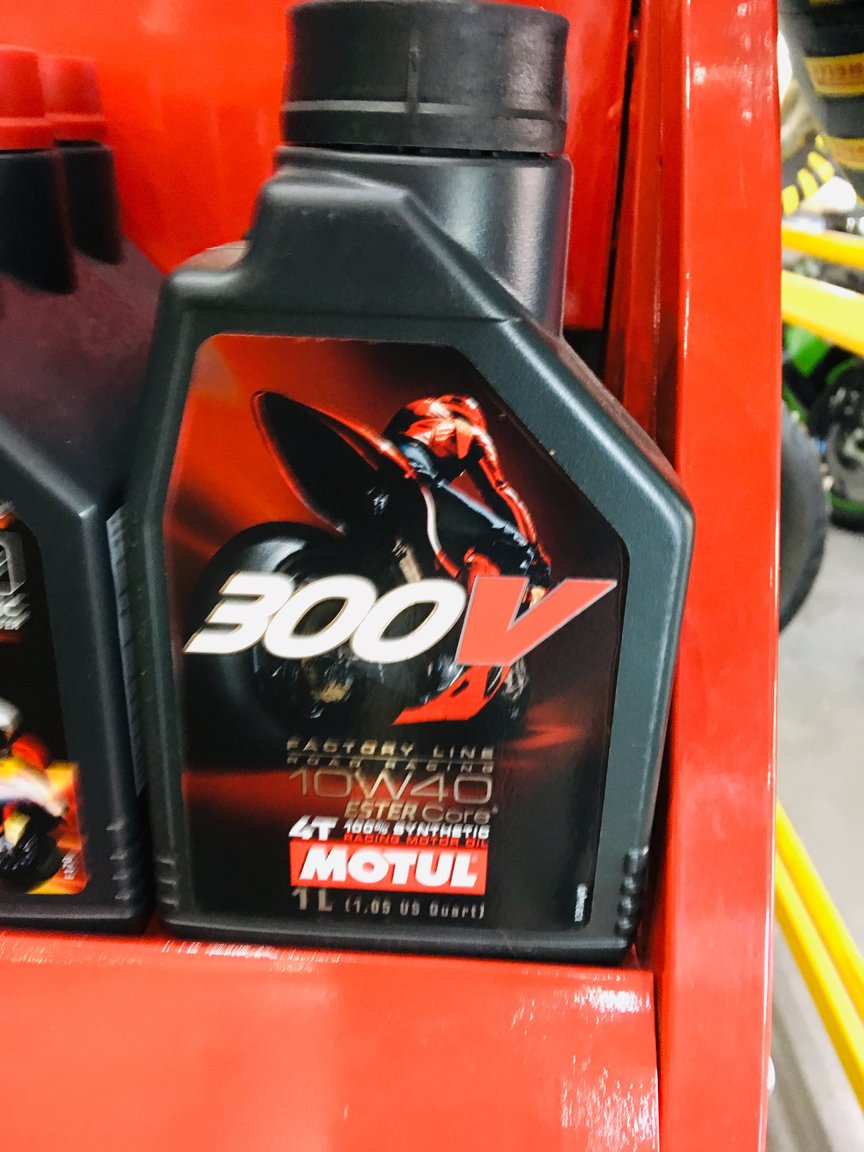 300V
FACTORY LINE
ROAD RACING
10W40
ESTER Core®
4T 100% SYNTHETIC
RACING MOTOR OIL
MOTUL
1L (1.05 US Quart)